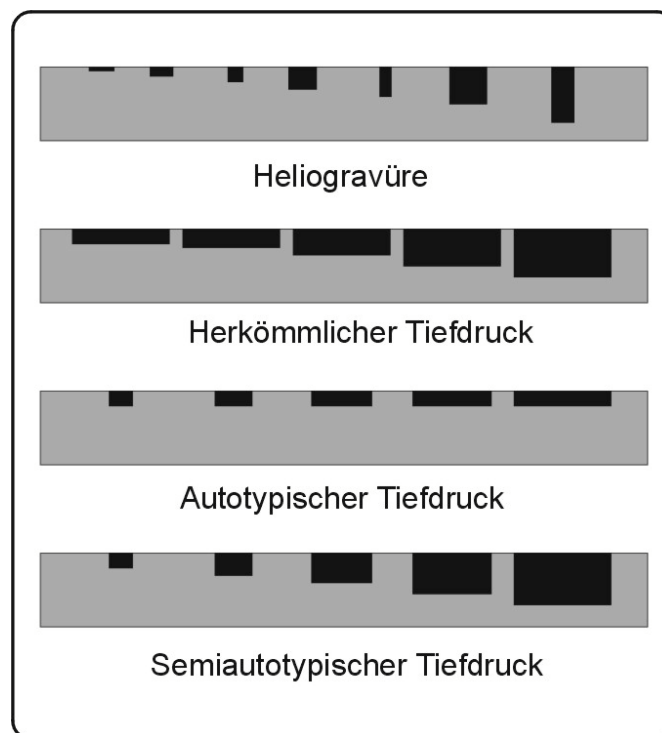 Heliogravüre
Herkömmlicher Tiefdruck
Autotypischer Tiefdruck
Semiautotypischer Tiefdruck